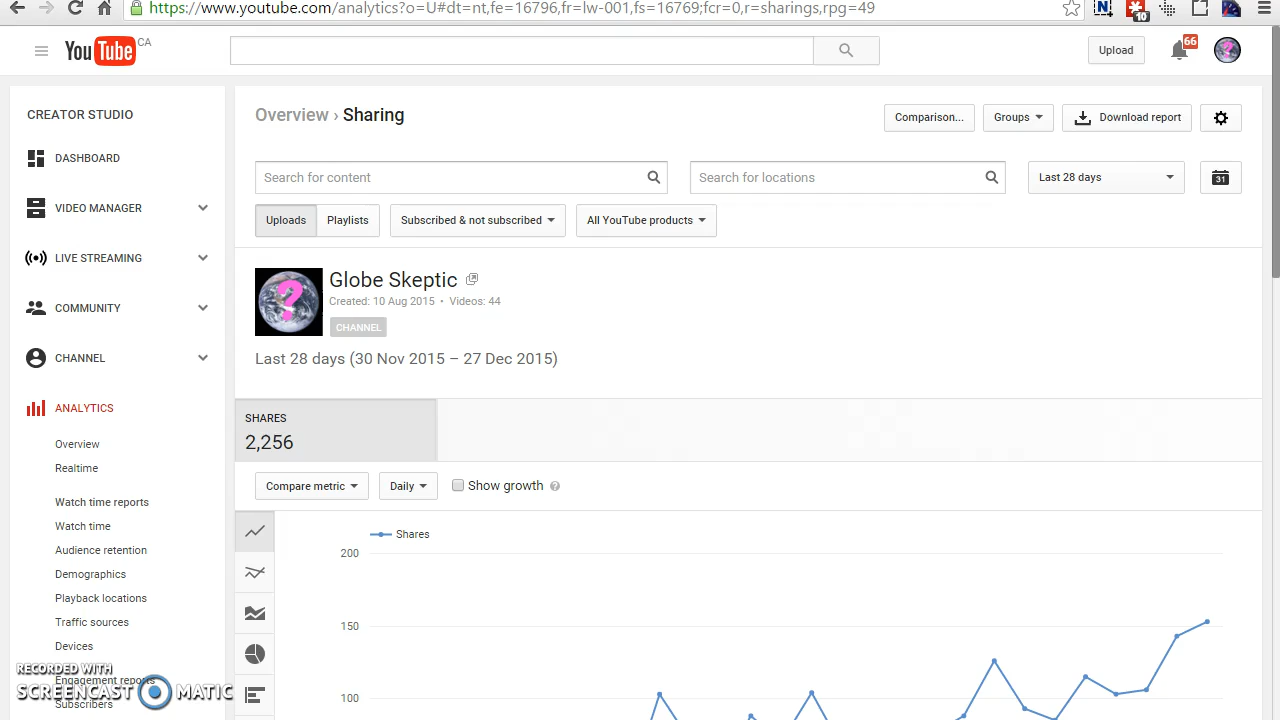 https://www.youtube.com/analytics?o=U#dt=nt,fe=16796,fr=lw-001,fs=16769;fcr=0,r=sharings,rpg=49
10
YouTube CA
Upload
66
CREATOR STUDIO
DASHBOARD
VIDEO MANAGER
LIVE STREAMING
COMMUNITY
CHANNEL
ANALYTICS
Overview
Realtime
Watch time reports
Watch time
Audience retention
Demographics
Playback locations
Traffic sources
Devices
Engagement reports
Subscribers
RECORDED WITH
SCREENCAST MATIC
Overview › Sharing
Comparison... Groups Download report
Search for content Search for locations Last 28 days 31
Uploads Playlists Subscribed & not subscribed All YouTube products
?
Globe Skeptic
Created: 10 Aug 2015 • Videos: 44
CHANNEL
Last 28 days (30 Nov 2015 – 27 Dec 2015)
SHARES
2,256
Compare metric Daily Show growth ?
Shares
200
150
100